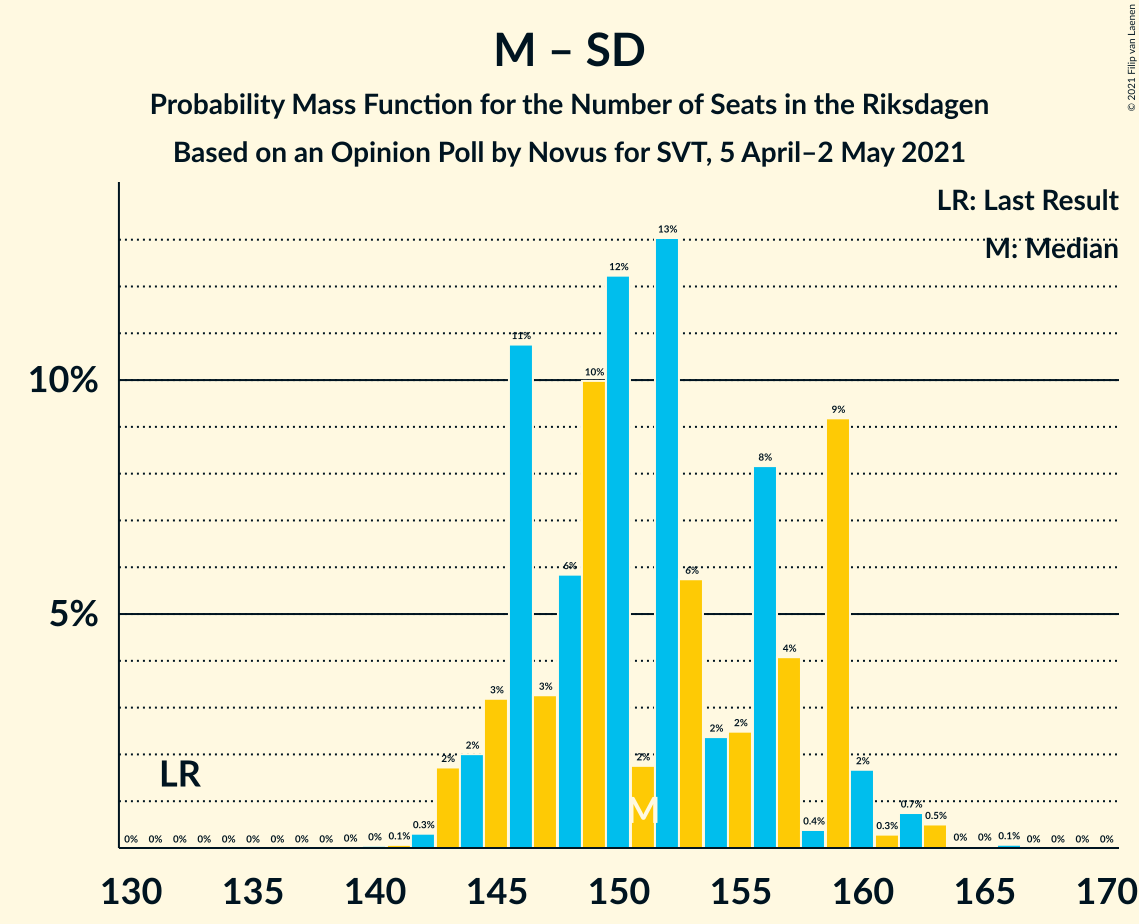 M – SD
Probability Mass Function for the Number of Seats in the Riksdagen
Based on an Opinion Poll by Novus for SVT, 5 April–2 May 2021
© 2021 Filip van Laenen
LR: Last Result
M: Median
10%
5%
LR
M
0% 0% 0% 0% 0% 0% 0% 0% 0% 0% 0% 0.1% 0.3% 2% 2% 3% 11% 3% 6% 10% 12% 2% 13% 6% 2% 2% 8% 4% 0.4% 9% 2% 0.3% 0.7% 0.5% 0% 0% 0.1% 0% 0% 0% 0%
130 135 140 145 150 155 160 165 170